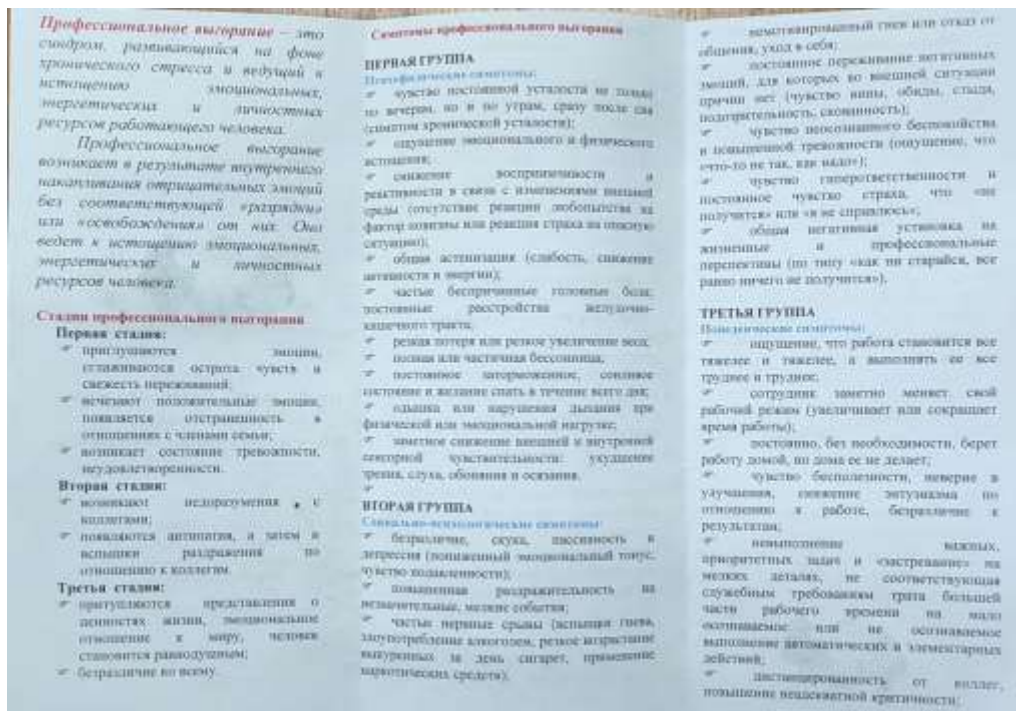 Профессиональное выгорание – это
синдром, развивающийся на фоне
хронического стресса и ведущий к
истощению эмоциональных,
энергетических и личностных
ресурсов работающего человека.
Профессиональное выгорание
возникает в результате внутреннего
накапливания отрицательных эмоций
без соответствующей «разрядки»
или «освобождения» от них. Оно
ведет к истощению эмоциональных,
энергетических и личностных
ресурсов человека.
Стадии профессионального выгорания
Первая стадия:
☞ приглушаются эмоции,
сглаживаются острота чувств и
свежесть переживаний;
☞ исчезают положительные эмоции,
появляется отстраненность в
отношениях с членами семьи;
☞ возникает состояние тревожности,
неудовлетворенности.
Вторая стадия:
☞ возникают недоразумения с
коллегами;
☞ появляются антипатия, а затем и
вспышки раздражения по
отношению к коллегам.
Третья стадия:
☞ притупляются представления о
ценностях жизни, эмоциональное
отношение к миру, человек
становится равнодушным;
☞ безразличие ко всему.
Симптомы профессионального выгорания
ПЕРВАЯ ГРУППА
Психофизические симптомы:
☞ чувство постоянной усталости не только
по вечерам, но и по утрам, сразу после сна
(симптом хронической усталости);
☞ ощущение эмоционального и физического
истощения;
☞ снижение восприимчивости и
реактивности в связи с изменениями внешней
среды (отсутствие реакции любопытства на
фактор новизны или реакции страха на опасную
ситуацию);
☞ общая астенизация (слабость, снижение
активности и энергии);
☞ частые беспричинные головные боли;
постоянные расстройства желудочно-
кишечного тракта;
☞ резкая потеря или резкое увеличение веса;
☞ полная или частичная бессонница,
☞ постоянное заторможенное, сонливое
состояние и желание спать в течение всего дня;
☞ одышка или нарушения дыхания при
физической или эмоциональной нагрузке;
☞ заметное снижение внешней и внутренней
сенсорной чувствительности: ухудшение
зрения, слуха, обоняния и осязания.
☞
ВТОРАЯ ГРУППА
Социально-психологические симптомы:
☞ безразличие, скука, пассивность и
депрессия (пониженный эмоциональный тонус,
чувство подавленности);
☞ повышенная раздражительность на
незначительные, мелкие события;
☞ частые нервные срывы (вспышки гнева,
злоупотребление алкоголем, резкое возрастание
выкуренных за день сигарет, применение
наркотических средств);
☞ немотивированный гнев или отказ от
общения, уход в себя;
☞ постоянное переживание негативных
эмоций, для которых во внешней ситуации
причин нет (чувство вины, обиды, стыда,
подозрительность, скованность);
☞ чувство неосознанного беспокойства
и повышенной тревожности (ощущение, что
«что-то не так, как надо»);
☞ чувство гиперответственности и
постоянное чувство страха, что «не
получится» или «я не справлюсь»;
☞ общая негативная установка на
жизненные и профессиональные
перспективы (по типу «как ни старайся, все
равно ничего не получится»).
ТРЕТЬЯ ГРУППА
Поведенческие симптомы:
☞ ощущение, что работа становится все
тяжелее и тяжелее, а выполнять ее все
труднее и труднее;
☞ сотрудник заметно меняет свой
рабочий режим (увеличивает или сокращает
время работы);
☞ постоянно, без необходимости, берет
работу домой, но дома ее не делает;
☞ чувство бесполезности, неверие в
улучшения, снижение энтузиазма по
отношению к работе, безразличие к
результатам;
☞ невыполнение важных,
приоритетных задач и «застревание» на
мелких деталях, не соответствующая
служебным требованиям трата большей
части рабочего времени на мало
осознаваемое или не осознаваемое
выполнение автоматических и элементарных
действий;
☞ дистанцированность от коллег,
повышение неадекватной критичности;